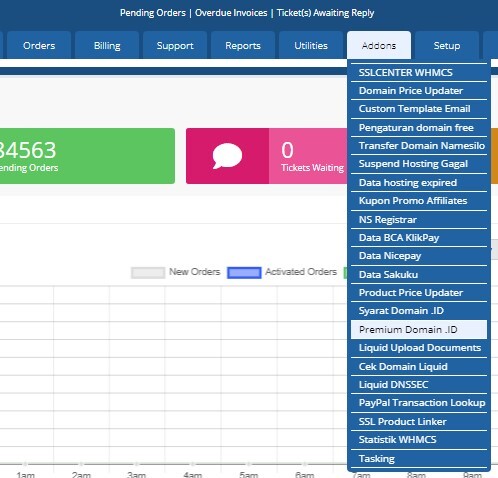 Pending Orders | Overdue Invoices | Ticket(s) Awaiting Reply
Orders
Billing
Support
Reports
Utilities
Addons
Setup
SSLCENTER WHMCS
Domain Price Updater
Custom Template Email
Pengaturan domain free
Transfer Domain Namesilo
Suspend Hosting Gagal
Data hosting expired
Kupon Promo Affiliates
NS Registrar
Data BCA KlikPay
Data Nicepay
Data Sakuku
Product Price Updater
Syarat Domain .ID
Premium Domain .ID
Liquid Upload Documents
Cek Domain Liquid
Liquid DNSSEC
PayPal Transaction Lookup
SSL Product Linker
Statistik WHMCS
Tasking
34563
ending Orders
0
Tickets Waiting
New Orders
Activated Orders
1am
2am
3am
4am
5am
6am
7am
8am
9am